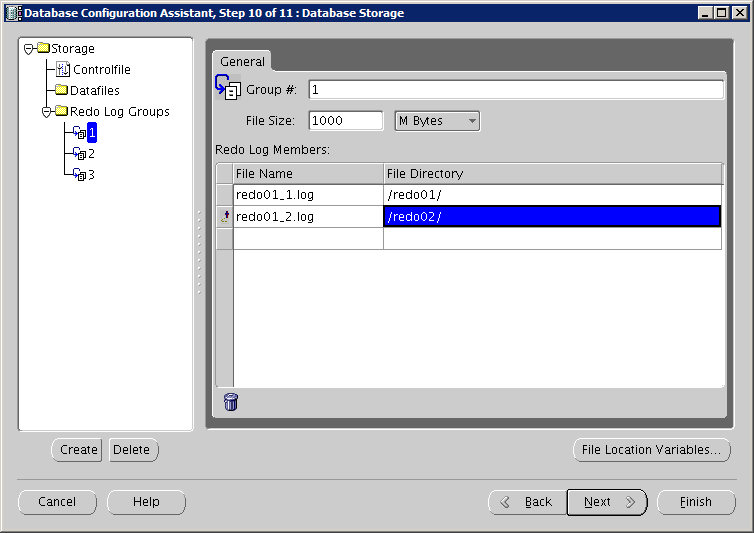 Database Configuration Assistant, Step 10 of 11 : Database Storage
Storage
Controlfile
Datafiles
Redo Log Groups
1
2
3
General
Group #: 1
File Size: 1000 M Bytes
Redo Log Members:
File Name File Directory
redo01_1.log /redo01/
redo01_2.log /redo02/
Create Delete File Location Variables...
Cancel Help Back Next Finish